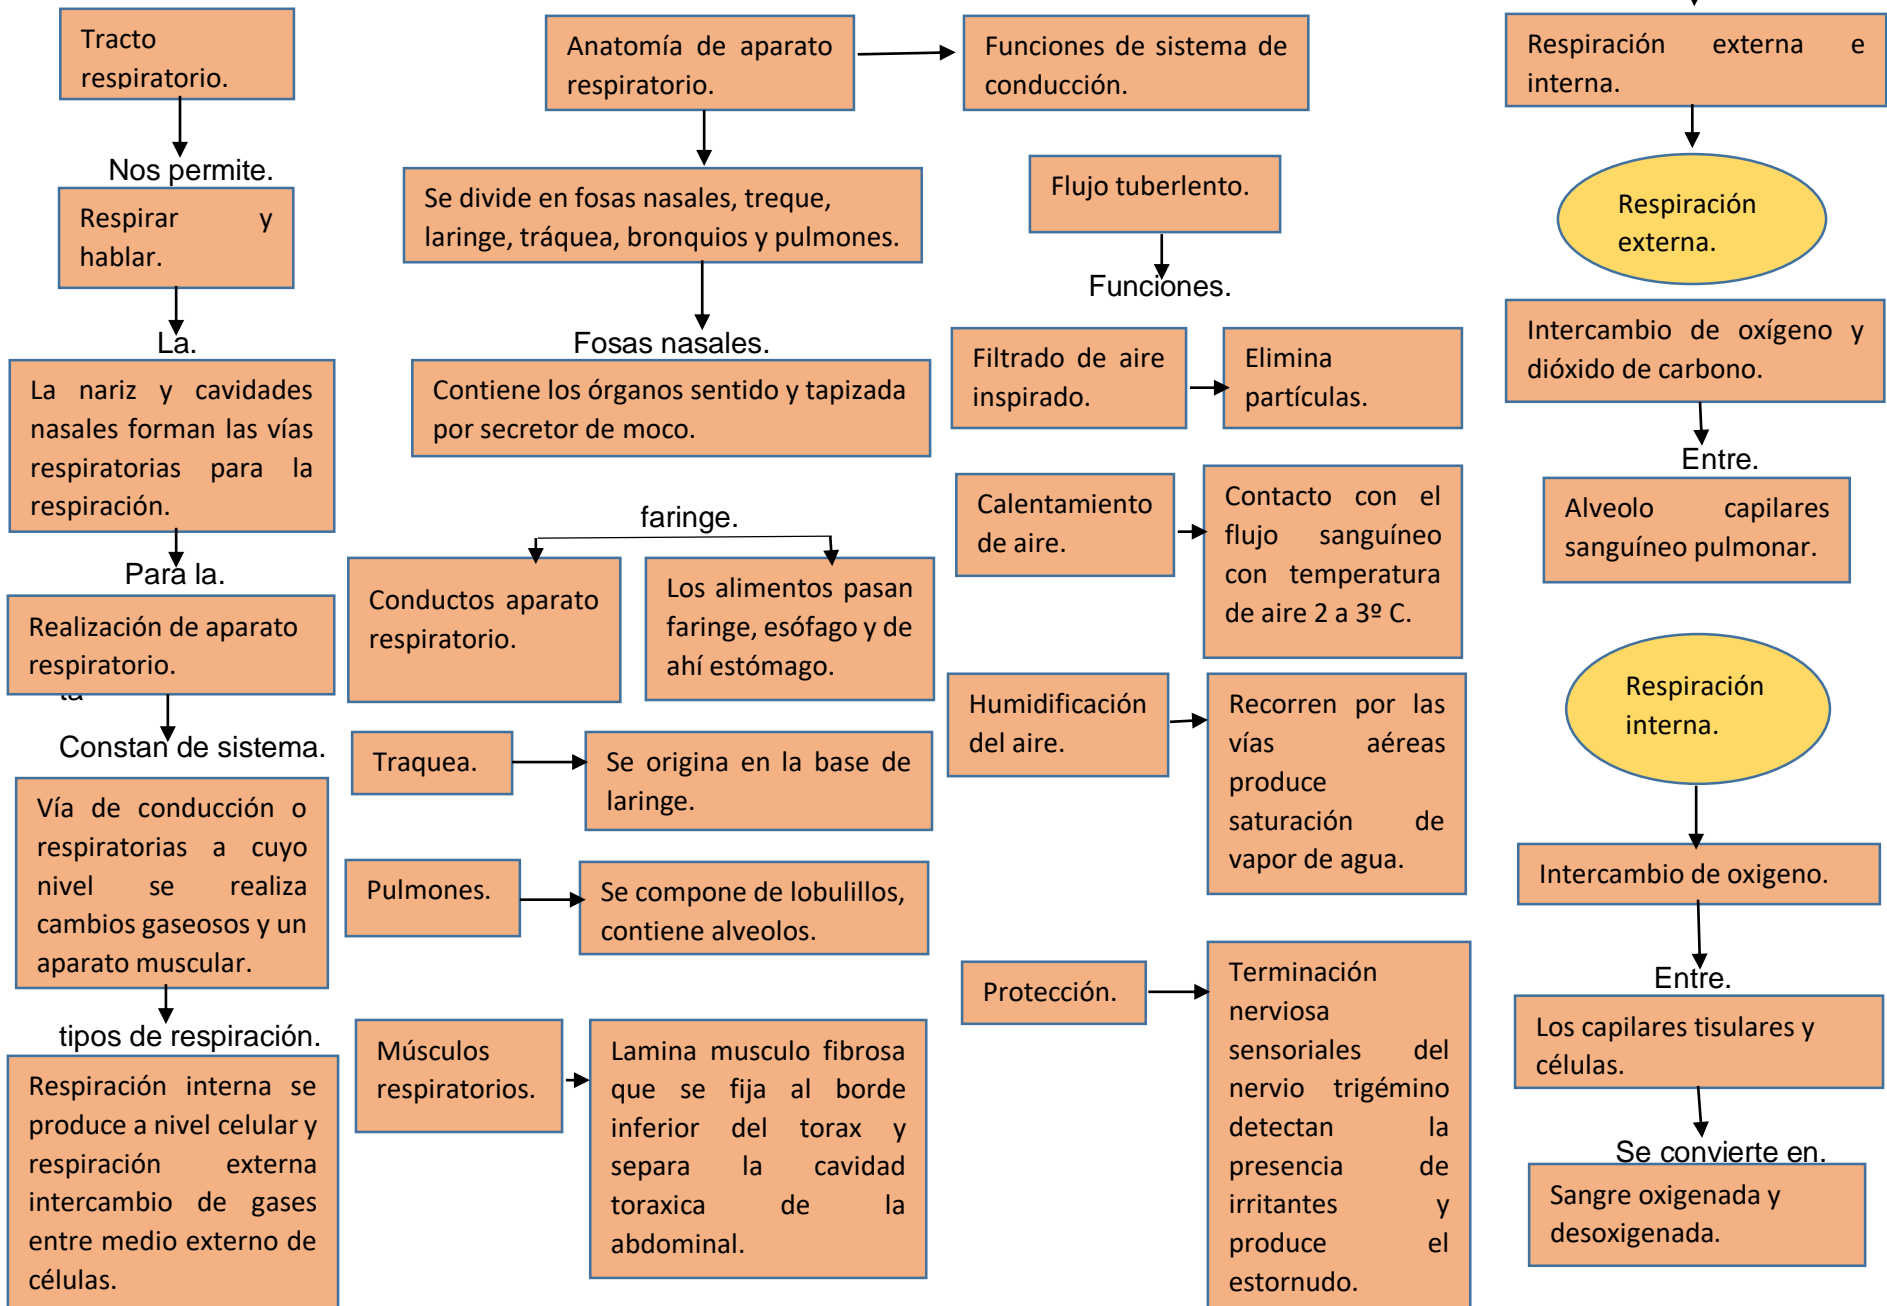 Tracto
respiratorio.
Nos permite.
Respirar y
hablar.
La.
La nariz y cavidades
nasales forman las vías
respiratorias para la
respiración.
Para la.
Realización de aparato
respiratorio.
Constan de sistema.
Vía de conducción o
respiratorias a cuyo
nivel se realiza
cambios gaseosos y un
aparato muscular.
tipos de respiración.
Respiración interna se
produce a nivel celular y
respiración externa
intercambio de gases
entre medio externo de
células.
Anatomía de aparato
respiratorio.
Se divide en fosas nasales, treque,
laringe, tráquea, bronquios y pulmones.
Fosas nasales.
Contiene los órganos sentido y tapizada
por secretor de moco.
faringe.
Conductos aparato
respiratorio.
Los alimentos pasan
faringe, esófago y de
ahí estómago.
Traquea.
Se origina en la base de
laringe.
Pulmones.
Se compone de lobulillos,
contiene alveolos.
Músculos
respiratorios.
Lamina musculo fibrosa
que se fija al borde
inferior del torax y
separa la cavidad
toraxica de la
abdominal.
Funciones de sistema de
conducción.
Flujo tuberlento.
Funciones.
Filtrado de aire
inspirado.
Elimina
partículas.
Calentamiento
de aire.
Contacto con el
flujo sanguíneo
con temperatura
de aire 2 a 3º C.
Humidificación
del aire.
Recorren por las
vías aéreas
produce
saturación de
vapor de agua.
Protección.
Terminación
nerviosa
sensoriales del
nervio trigémino
detectan la
presencia de
irritantes y
produce el
estornudo.
Respiración externa e
interna.
Respiración
externa.
Intercambio de oxígeno y
dióxido de carbono.
Entre.
Alveolo capilares
sanguíneo pulmonar.
Respiración
interna.
Intercambio de oxigeno.
Entre.
Los capilares tisulares y
células.
Se convierte en.
Sangre oxigenada y
desoxigenada.